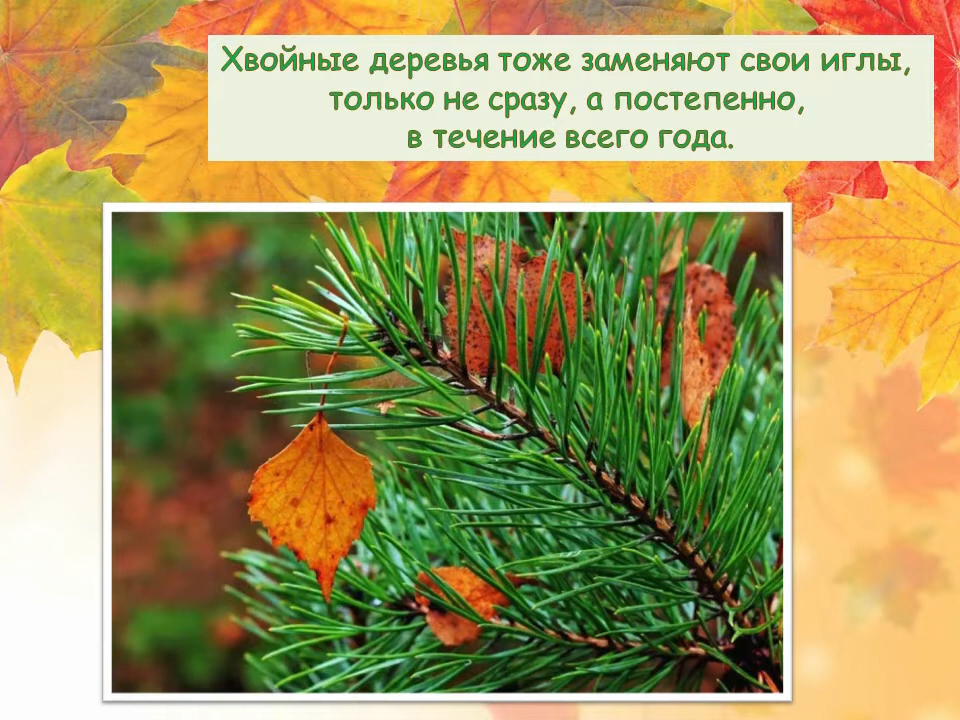 Хвойные деревья тоже заменяют свои иглы,
только не сразу, а постепенно,
в течение всего года.